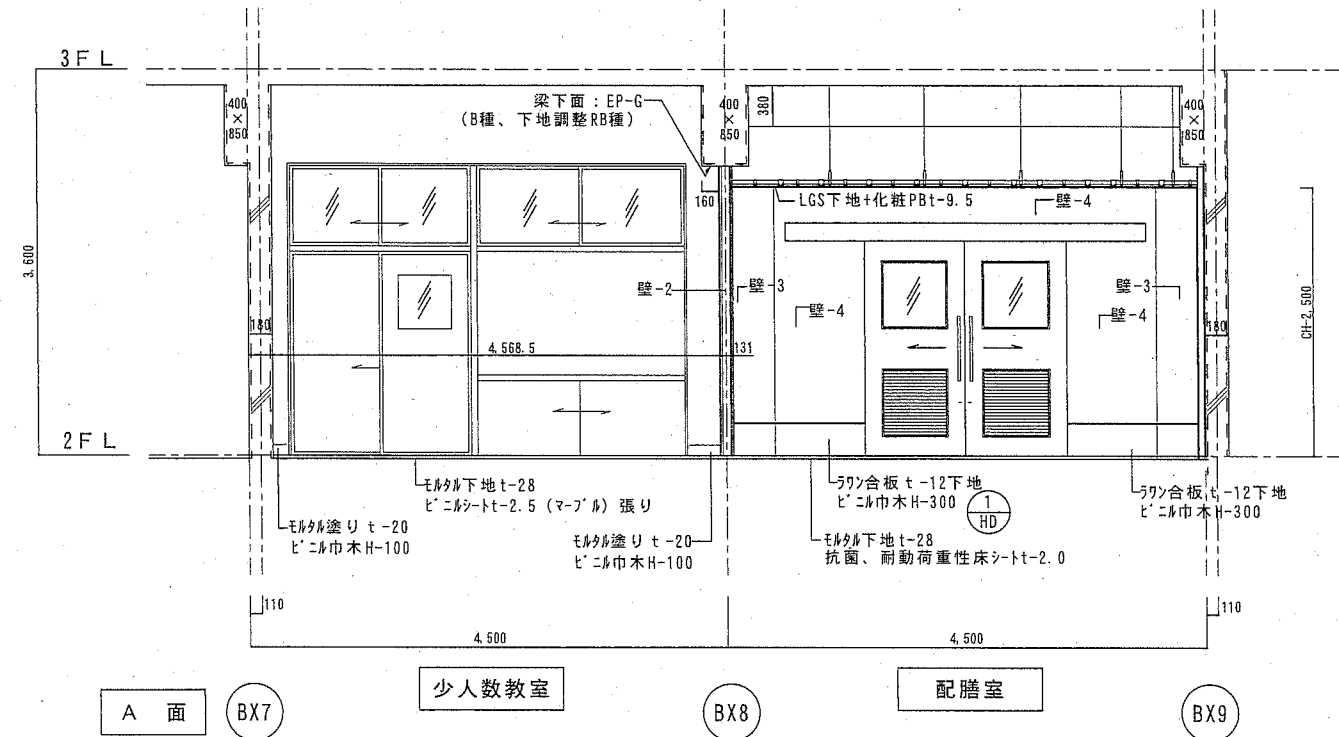 3FL
400
×
850
梁下面：EP-G
(B種、下地調整RB種)
400
×
850
380
400
×
850
160
LGS下地+化粧PBt-9.5
壁-4
3,600
壁-2
壁-3
壁-3
壁-4
壁-4
CH-2,500
180
180
4,568.5
131
2FL
モルタル下地t-28
ビニルシートt-2.5 (マーブル) 張り
モルタル塗り t-20
ビニル巾木H-100
モルタル塗り t-20
ビニル巾木H-100
ラワン合板 t-12下地
ビニル巾木H-300
1
HD
ラワン合板 t-12下地
ビニル巾木H-300
モルタル下地t-28
抗菌、耐動荷重性床シートt-2.0
110
110
4,500
4,500
A 面
BX7
少人数教室
BX8
配膳室
BX9